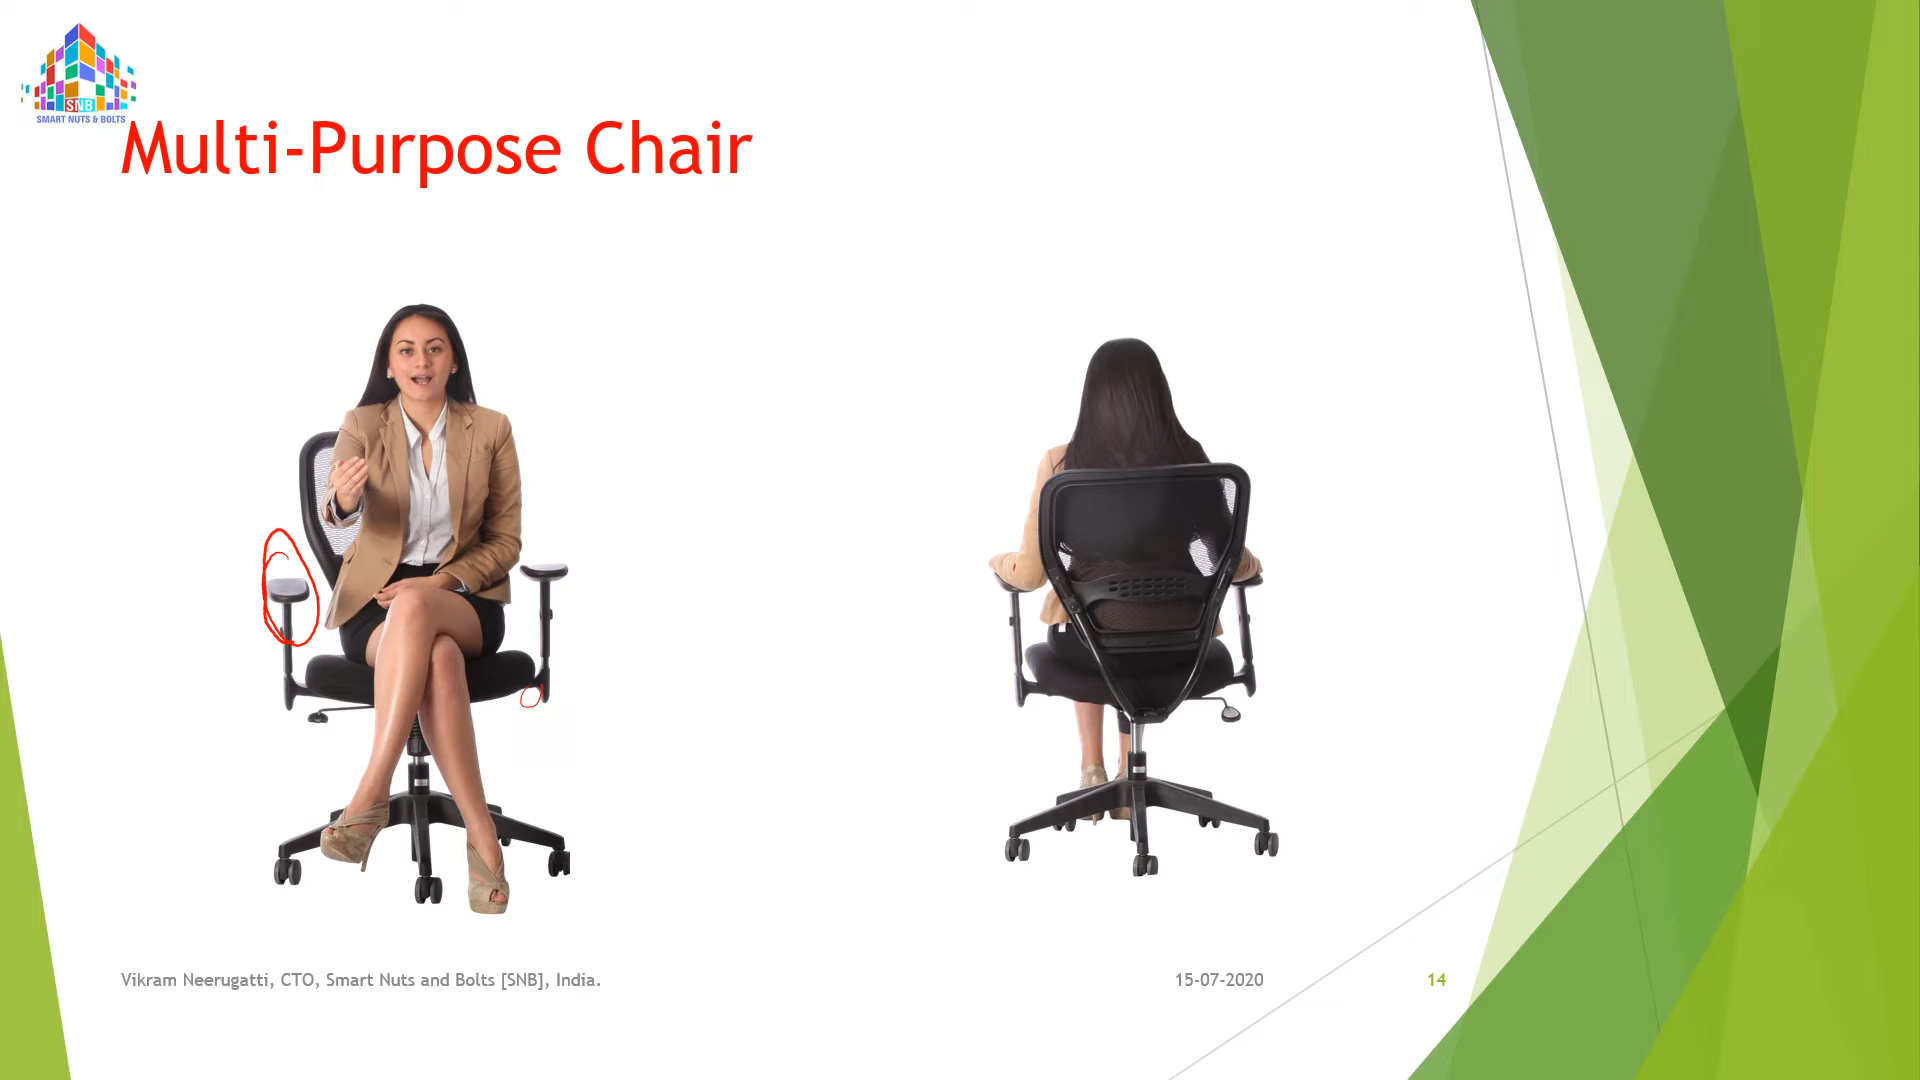 SNB
SMART NUTS & BOLTS
Multi-Purpose Chair
Vikram Neerugatti, CTO, Smart Nuts and Bolts [SNB], India.
15-07-2020
14